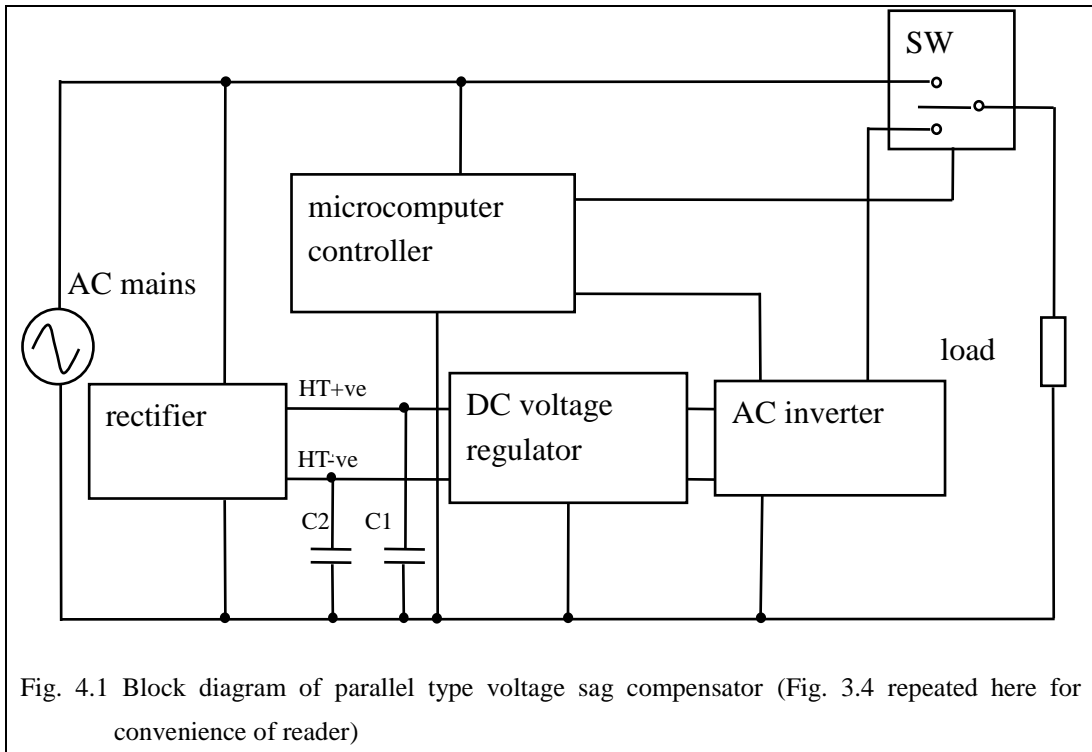 SW
microcomputer
controller
AC mains
load
HT+ve
rectifier
DC voltage
regulator
AC inverter
HT-ve
C2
C1
Fig. 4.1 Block diagram of parallel type voltage sag compensator (Fig. 3.4 repeated here for
convenience of reader)